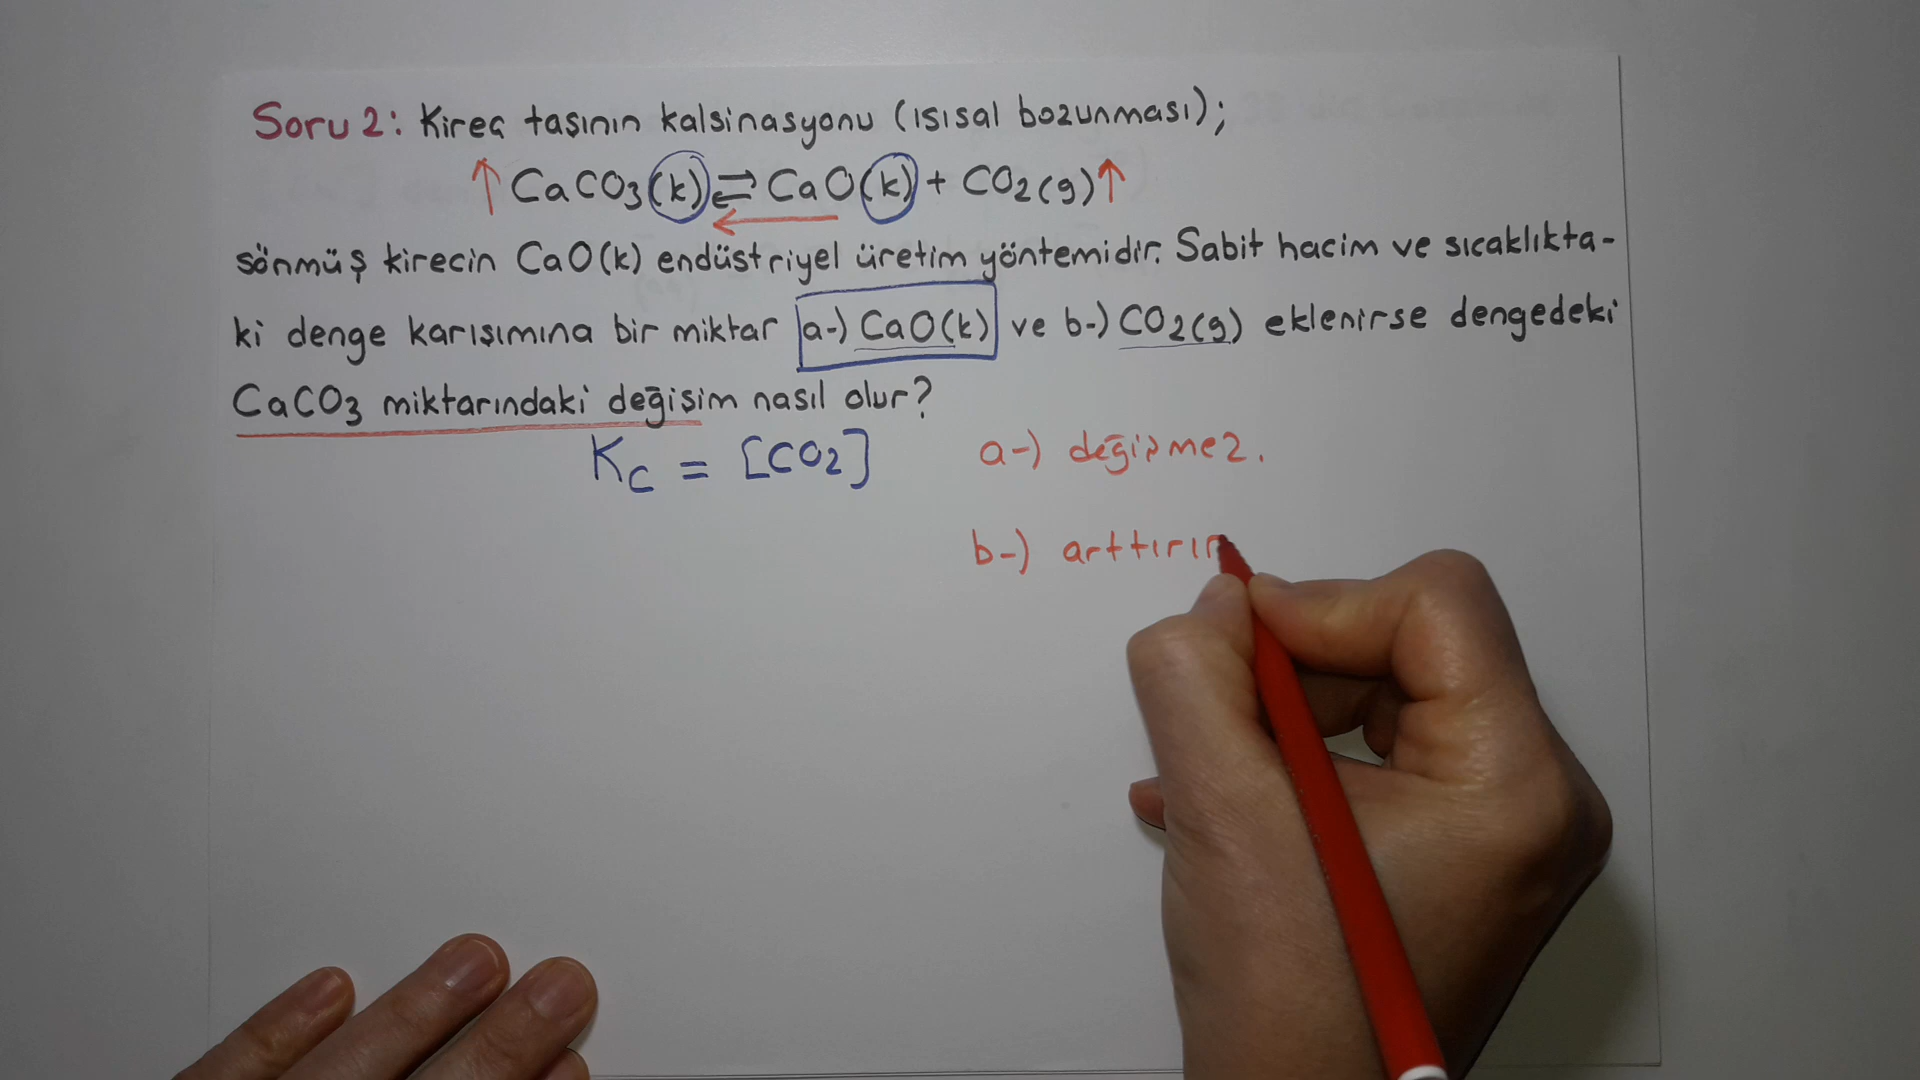 Soru 2: Kireç taşının kalsinasyonu (ısısal bozunması);
↑CaCO3(k) ⇌ CaO(k) + CO2(g)↑
sönmüş kirecin CaO(k) endüstriyel üretim yöntemidir. Sabit hacim ve sıcaklıkta-
ki denge karışımına bir miktar a-) CaO(k) ve b-) CO2(g) eklenirse dengedeki
CaCO3 miktarındaki değişim nasıl olur?
Kc = [CO2]
a-) değişmez.
b-) arttırır